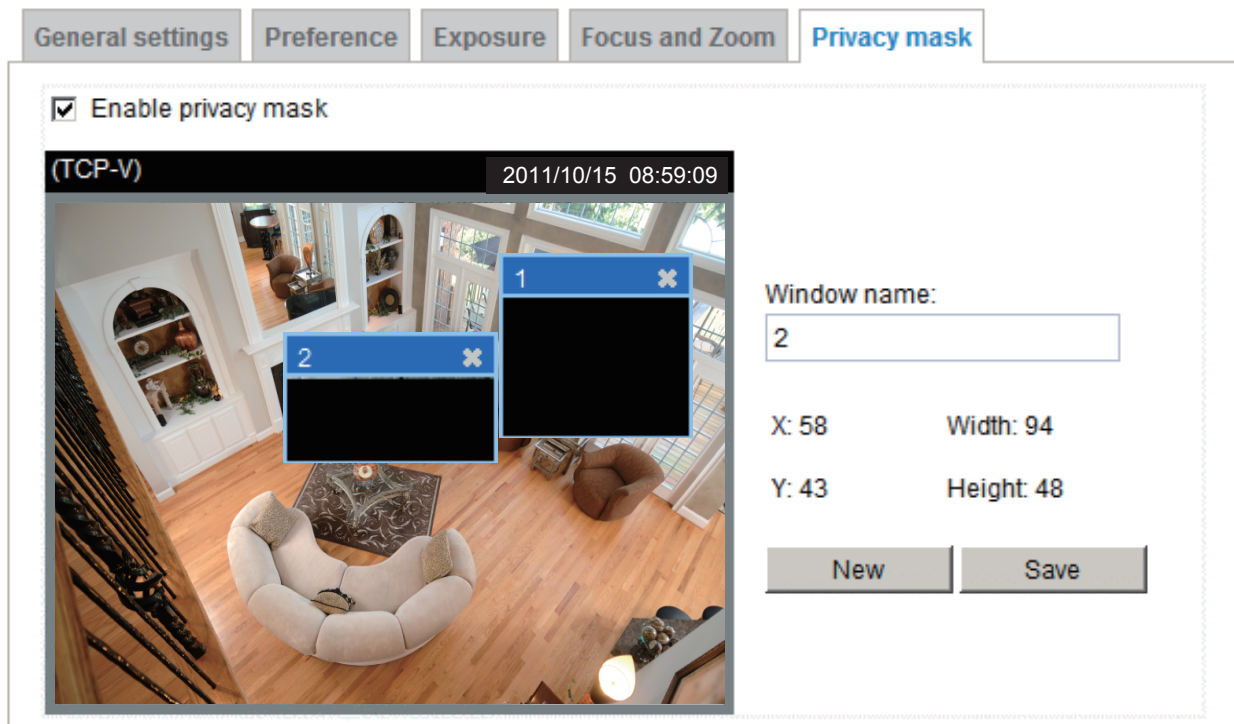 General settings Preference Exposure Focus and Zoom Privacy mask
Enable privacy mask
(TCP-V) 2011/10/15 08:59:09
1
2
Window name:
2
X: 58 Width: 94
Y: 43 Height: 48
New Save